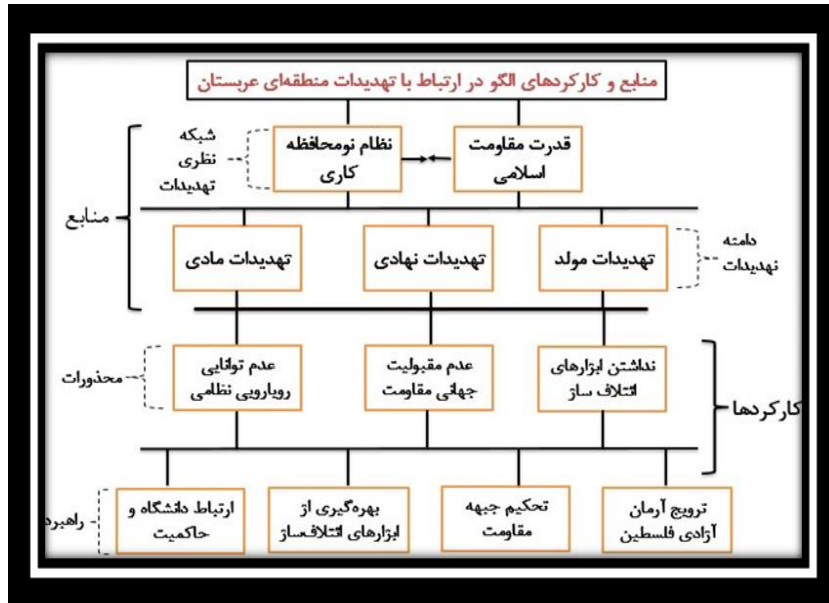 منابع و کارکردهای الگو در ارتباط با تهدیدات منطقه‌ای عربستان
قدرت مقاومت
اسلامی
نظام نومحافظه
کاری
شبکه
نظری
تهدیدات
منابع
دامنه
تهدیدات
تهدیدات مولد
تهدیدات نهادی
تهدیدات مادی
نداشتن ابزارهای
ائتلاف ساز
عدم مقبولیت
جهانی مقاومت
عدم توانایی
رویارویی نظامی
محذورات
کارکردها
ترویج آرمان
آزادی فلسطین
تحکیم جبهه
مقاومت
بهره‌گیری از
ابزارهای ائتلاف‌ساز
ارتباط دانشگاه و
حاکمیت
راهبرد